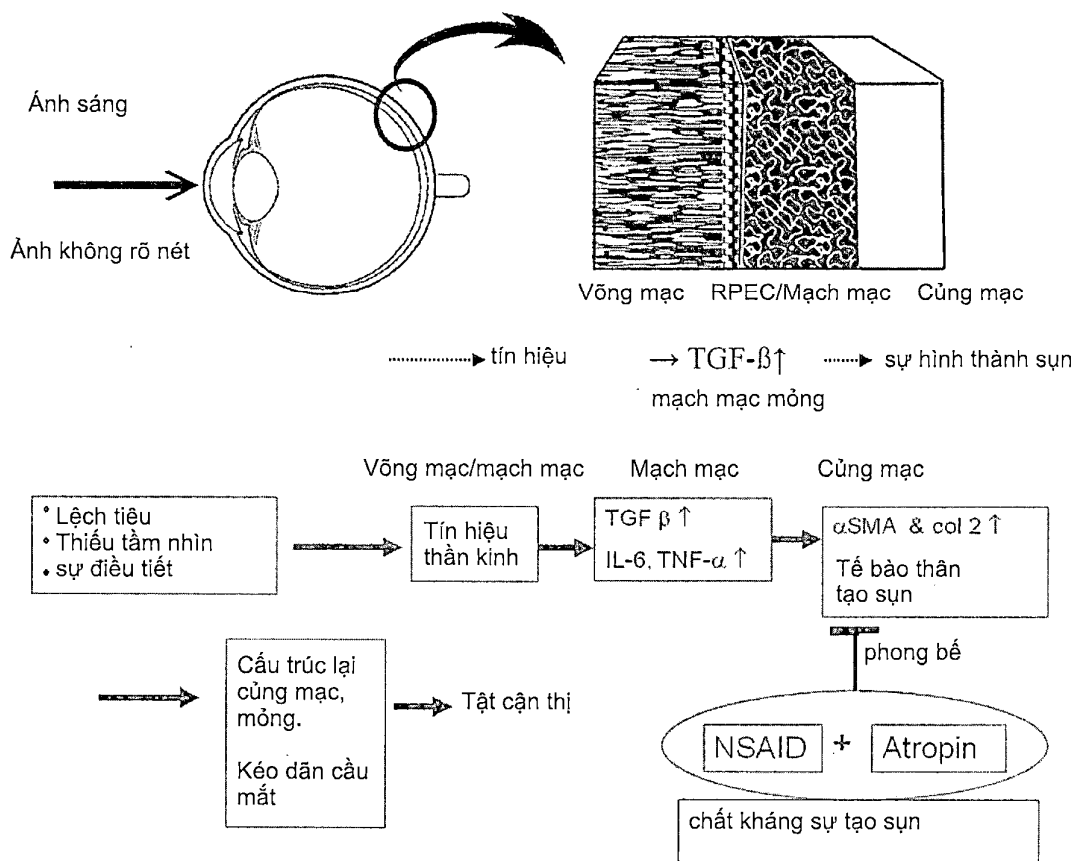 Ánh sáng
Ảnh không rõ nét
Võng mạc RPEC/Mạch mạc Củng mạc
tín hiệu → TGF-ß↑ sự hình thành sụn
mạch mạc mỏng
Võng mạc/mạch mạc Mạch mạc Củng mạc
• Lệch tiêu
• Thiếu tầm nhìn
• sự điều tiết
Tín hiệu
thần kinh
TGF β ↑
IL-6, TNF-α ↑
αSMA & col 2 ↑
Tế bào thân
tạo sụn
phong bế
Cấu trúc lại
củng mạc,
mỏng.
Kéo dãn cầu
mắt
Tật cận thị
NSAID + Atropin
chất kháng sự tạo sụn